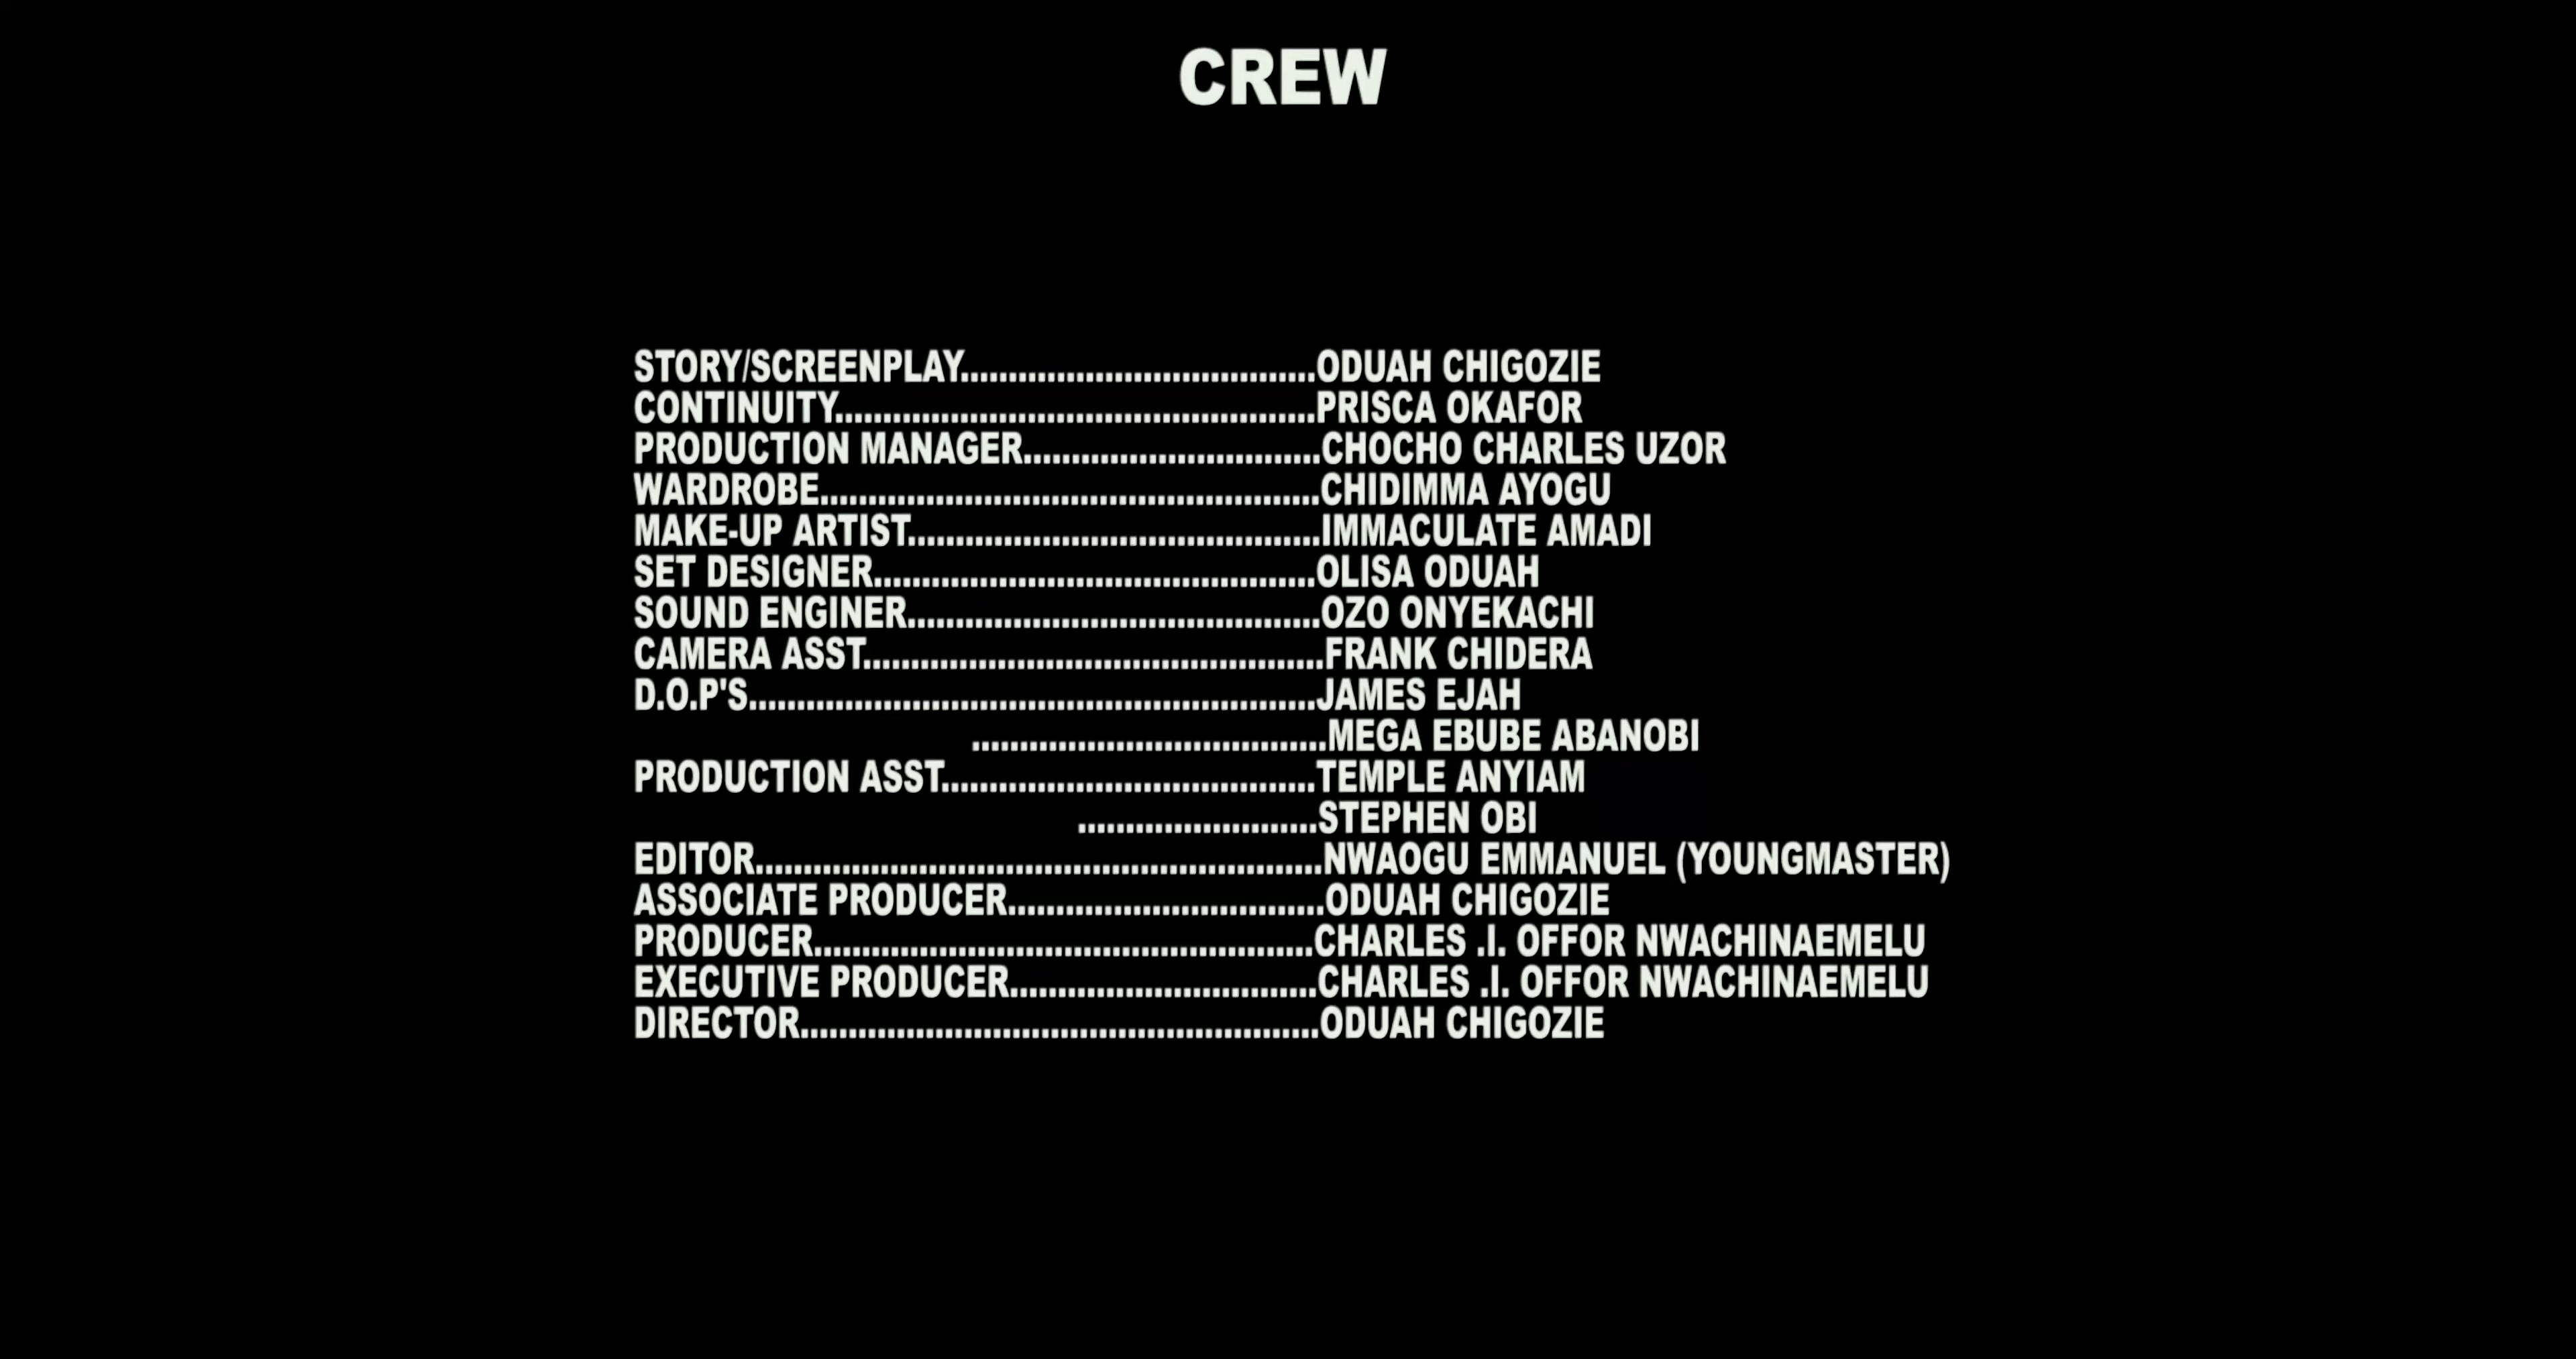 CREW
STORY/SCREENPLAY.....................................ODUAH CHIGOZIE
CONTINUITY..................................................PRISCA OKAFOR
PRODUCTION MANAGER...............................CHOCHO CHARLES UZOR
WARDROBE....................................................CHIDIMMA AYOGU
MAKE-UP ARTIST...........................................IMMACULATE AMADI
SET DESIGNER..............................................OLISA ODUAH
SOUND ENGINER...........................................OZO ONYEKACHI
CAMERA ASST................................................FRANK CHIDERA
D.O.P'S...........................................................JAMES EJAH
.....................................MEGA EBUBE ABANOBI
PRODUCTION ASST.......................................TEMPLE ANYIAM
.........................STEPHEN OBI
EDITOR...........................................................NWAOGU EMMANUEL (YOUNGMASTER)
ASSOCIATE PRODUCER.................................ODUAH CHIGOZIE
PRODUCER....................................................CHARLES .I. OFFOR NWACHINAEMELU
EXECUTIVE PRODUCER................................CHARLES .I. OFFOR NWACHINAEMELU
DIRECTOR......................................................ODUAH CHIGOZIE